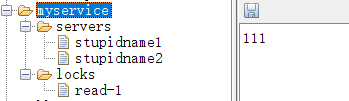 myservice
servers
stupidname1
stupidname2
locks
read-1
111